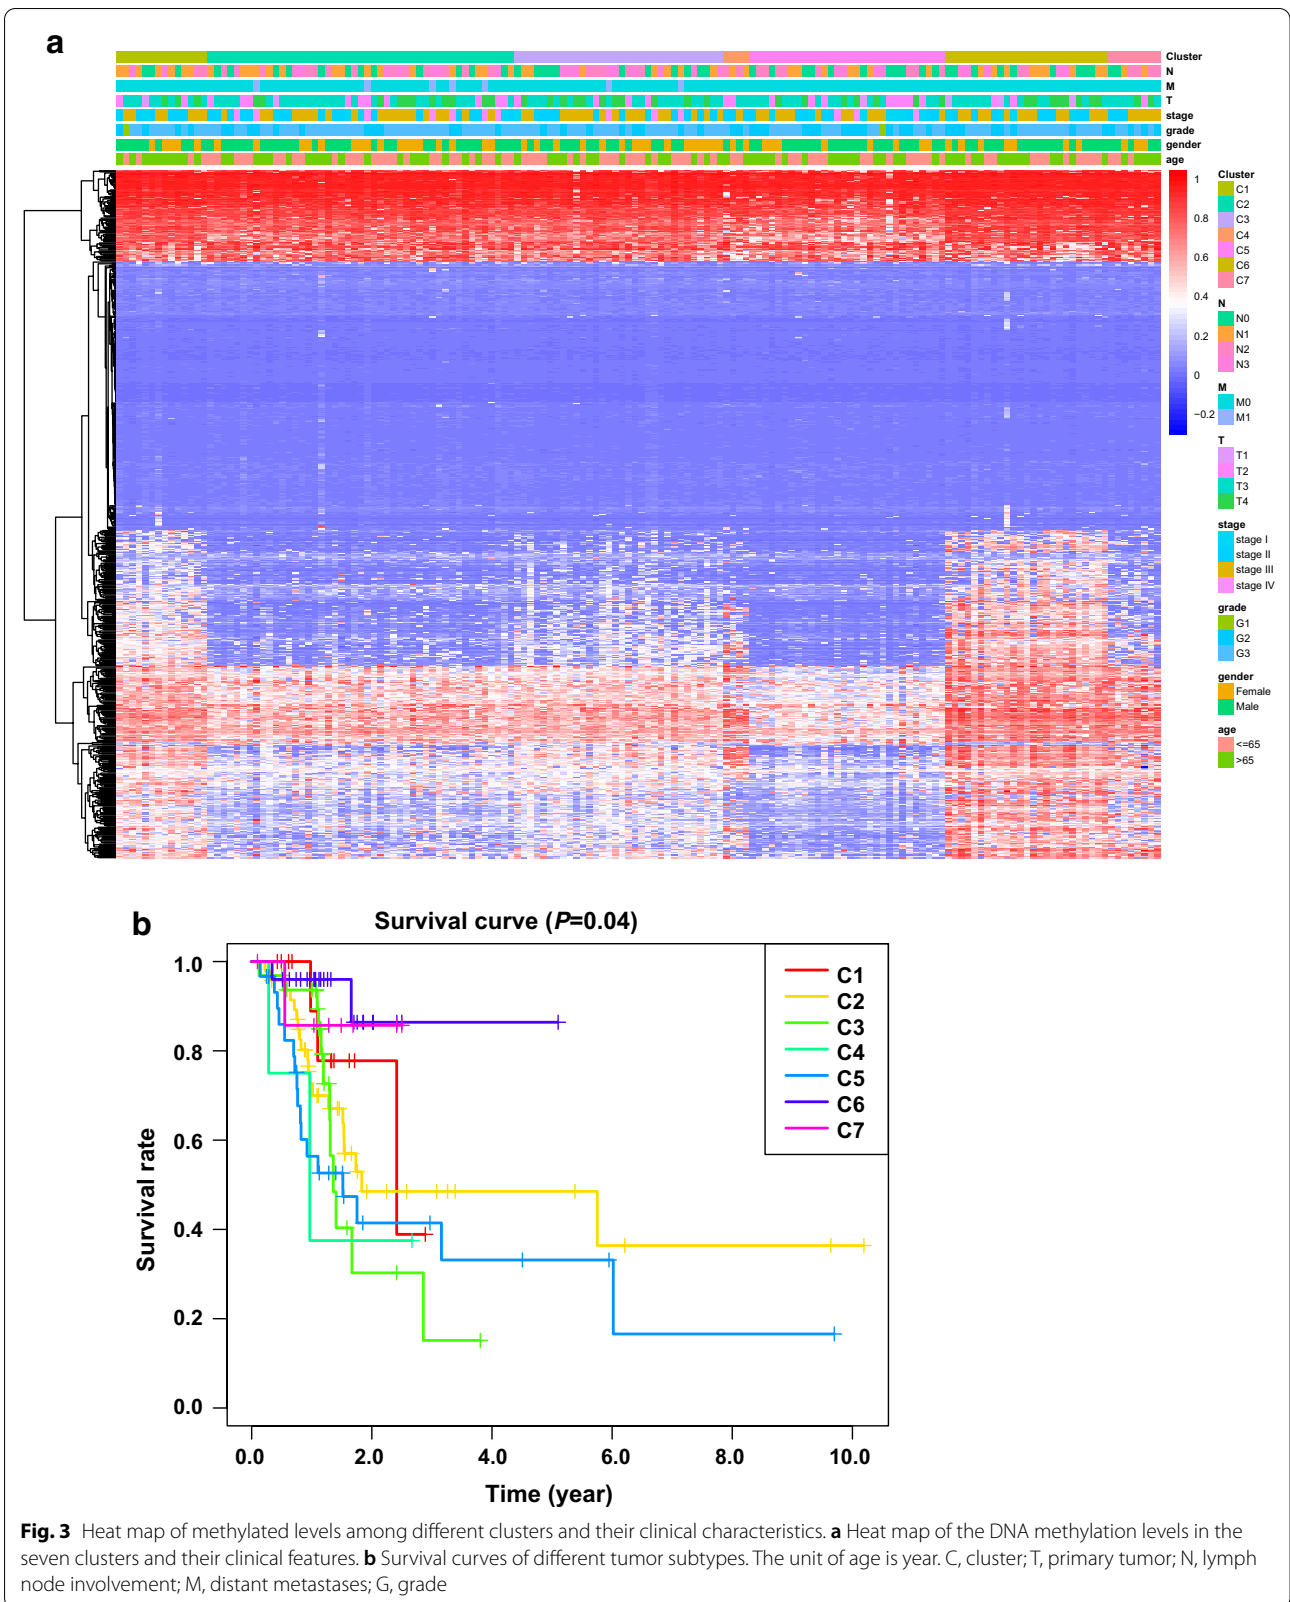 a
Cluster
N
M
T
stage
grade
gender
age
1
0.8
0.6
0.4
0.2
0
−0.2
Cluster
C1
C2
C3
C4
C5
C6
C7
N
N0
N1
N2
N3
M
M0
M1
T
T1
T2
T3
T4
stage
stage I
stage II
stage III
stage IV
grade
G1
G2
G3
gender
Female
Male
age
<=65
>65
b
Survival curve (P=0.04)
Survival rate
1.0
0.8
0.6
0.4
0.2
0.0
C1
C2
C3
C4
C5
C6
C7
0.0 2.0 4.0 6.0 8.0 10.0
Time (year)
Fig. 3 Heat map of methylated levels among different clusters and their clinical characteristics. a Heat map of the DNA methylation levels in the
seven clusters and their clinical features. b Survival curves of different tumor subtypes. The unit of age is year. C, cluster; T, primary tumor; N, lymph
node involvement; M, distant metastases; G, grade